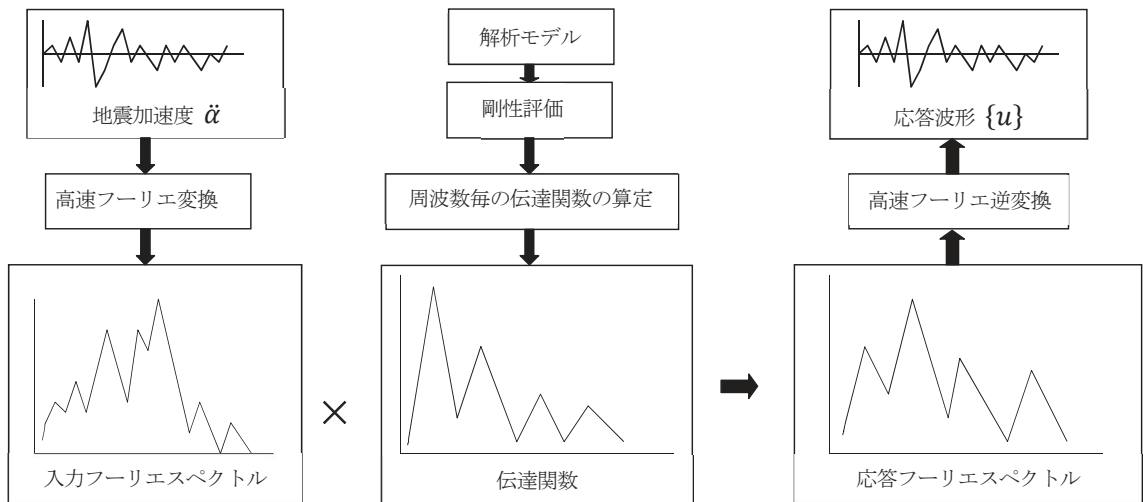 地震加速度 α̈
高速フーリエ変換
入力フーリエスペクトル
×
解析モデル
剛性評価
周波数毎の伝達関数の算定
伝達関数
応答波形 {u}
高速フーリエ逆変換
応答フーリエスペクトル